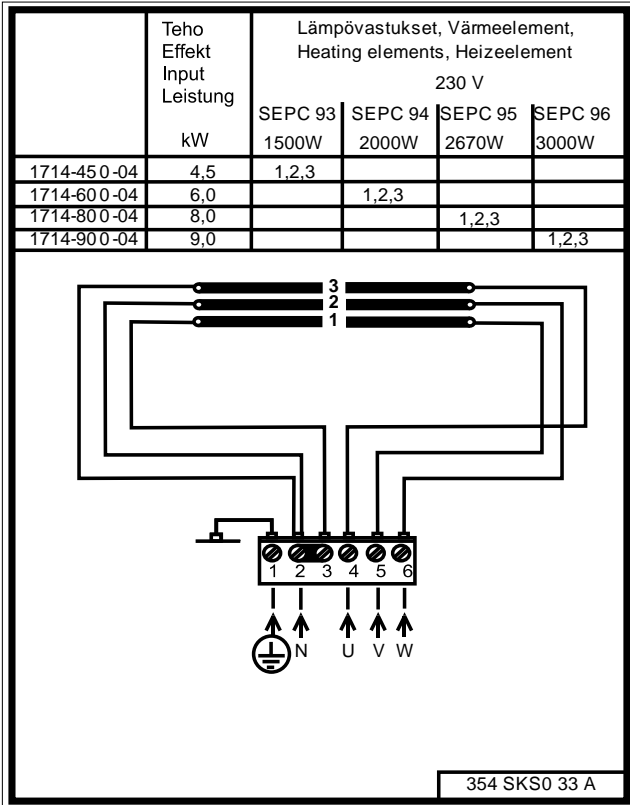 Teho
Effekt
Input
Leistung
kW
Lämpövastukset, Värmeelement,
Heating elements, Heizeelement
230 V
SEPC 93 SEPC 94 SEPC 95 SEPC 96
1500W 2000W 2670W 3000W
1714-450-04 4,5 1,2,3
1714-600-04 6,0 1,2,3
1714-800-04 8,0 1,2,3
1714-900-04 9,0 1,2,3
3
2
1
1 2 3 4 5 6
N U V W
354 SKS0 33 A